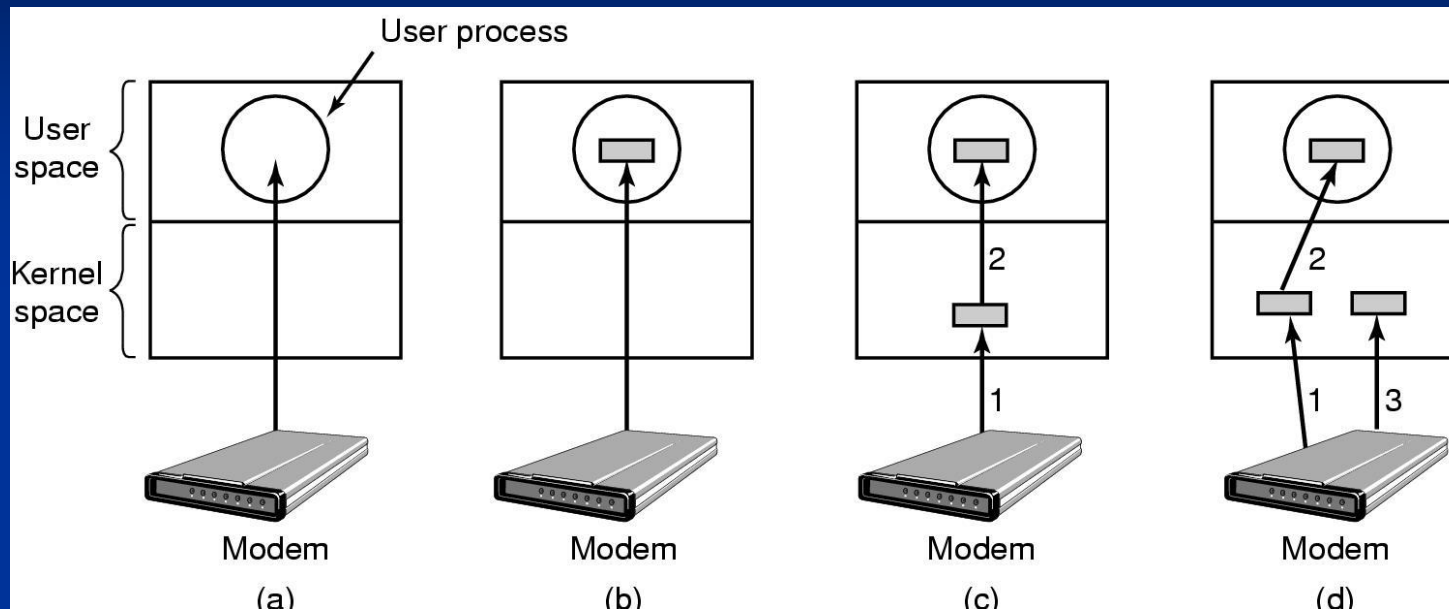 User process
User
space
Kernel
space
2
2
1
1
3
Modem
Modem
Modem
Modem
(a)
(b)
(c)
(d)